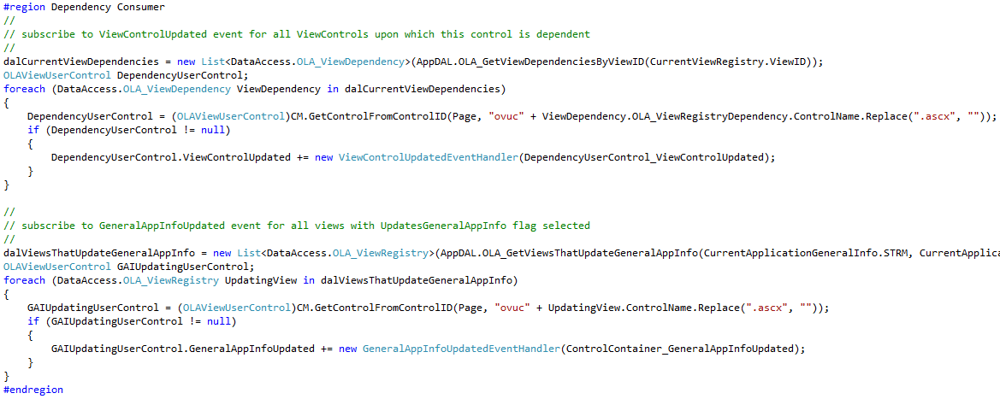 #region Dependency Consumer
//
// subscribe to ViewControlUpdated event for all ViewControls upon which this control is dependent
//
dalCurrentViewDependencies = new List<DataAccess.OLA_ViewDependency>(AppDAL.OLA_GetViewDependenciesByViewID(CurrentViewRegistry.ViewID));
OLAViewUserControl DependencyUserControl;
foreach (DataAccess.OLA_ViewDependency ViewDependency in dalCurrentViewDependencies)
{
    DependencyUserControl = (OLAViewUserControl)CM.GetControlFromControlID(Page, "ovuc" + ViewDependency.OLA_ViewRegistryDependency.ControlName.Replace(".ascx", ""));
    if (DependencyUserControl != null)
    {
        DependencyUserControl.ViewControlUpdated += new ViewControlUpdatedEventHandler(DependencyUserControl_ViewControlUpdated);
    }
}

//
// subscribe to GeneralAppInfoUpdated event for all views with UpdatesGeneralAppInfo flag selected
//
dalViewsThatUpdateGeneralAppInfo = new List<DataAccess.OLA_ViewRegistry>(AppDAL.OLA_GetViewsThatUpdateGeneralAppInfo(CurrentApplicationGeneralInfo.STRM, CurrentApplica
OLAViewUserControl GAIUpdatingUserControl;
foreach (DataAccess.OLA_ViewRegistry UpdatingView in dalViewsThatUpdateGeneralAppInfo)
{
    GAIUpdatingUserControl = (OLAViewUserControl)CM.GetControlFromControlID(Page, "ovuc" + UpdatingView.ControlName.Replace(".ascx", ""));
    if (GAIUpdatingUserControl != null)
    {
        GAIUpdatingUserControl.GeneralAppInfoUpdated += new GeneralAppInfoUpdatedEventHandler(ControlContainer_GeneralAppInfoUpdated);
    }
}
#endregion